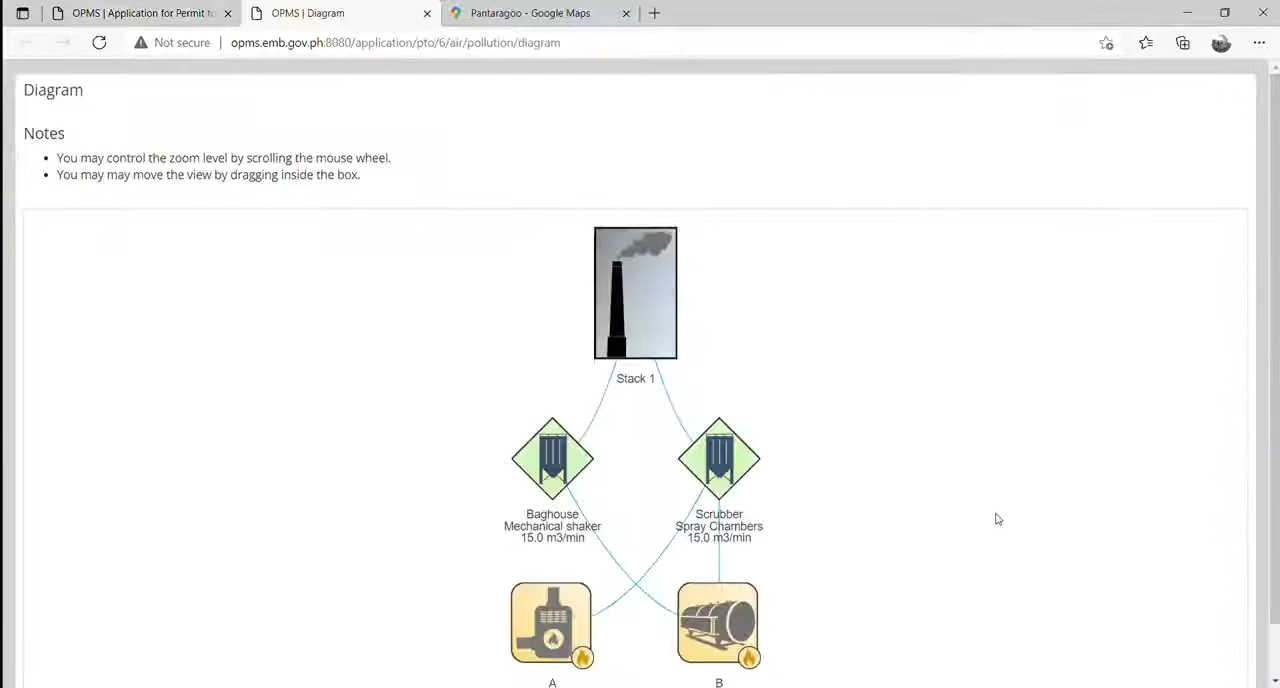 OPMS | Application for Permit to
OPMS | Diagram
Pantaragoo - Google Maps
Not secure
opms.emb.gov.ph:8080/application/pto/6/air/pollution/diagram
Diagram
Notes
• You may control the zoom level by scrolling the mouse wheel.
• You may may move the view by dragging inside the box.
Stack 1
Baghouse
Mechanical shaker
15.0 m3/min
Scrubber
Spray Chambers
15.0 m3/min
A
B